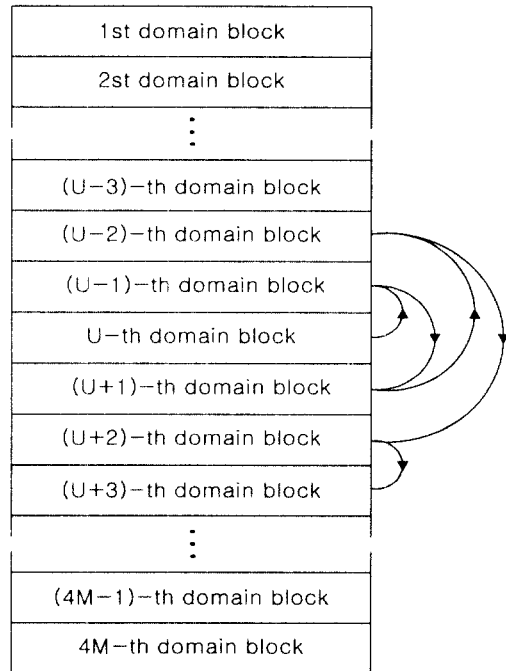 1st domain block
2st domain block
(U-3)-th domain block
(U-2)-th domain block
(U-1)-th domain block
U-th domain block
(U+1)-th domain block
(U+2)-th domain block
(U+3)-th domain block
(4M-1)-th domain block
4M-th domain block